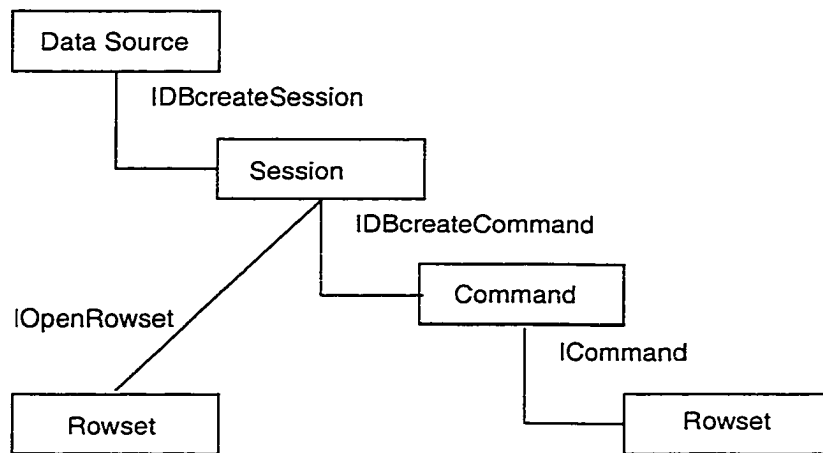 Data Source
IDBcreateSession
Session
IDBcreateCommand
Command
IOpenRowset
ICommand
Rowset
Rowset